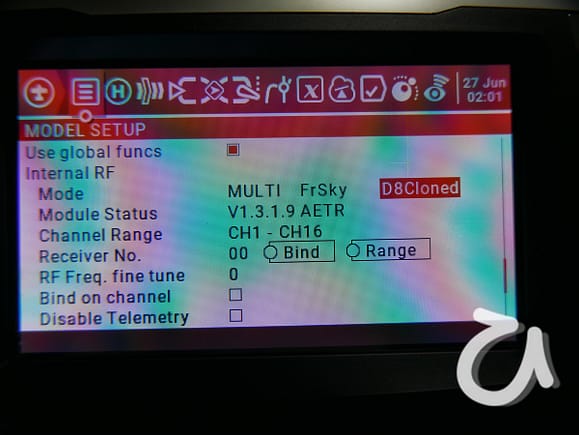 27 Jun
02:01
MODEL SETUP
Use global funcs
Internal RF
Mode MULTI FrSky D8Cloned
Module Status V1.3.1.9 AETR
Channel Range CH1 - CH16
Receiver No. 00 Bind Range
RF Freq. fine tune 0
Bind on channel
Disable Telemetry